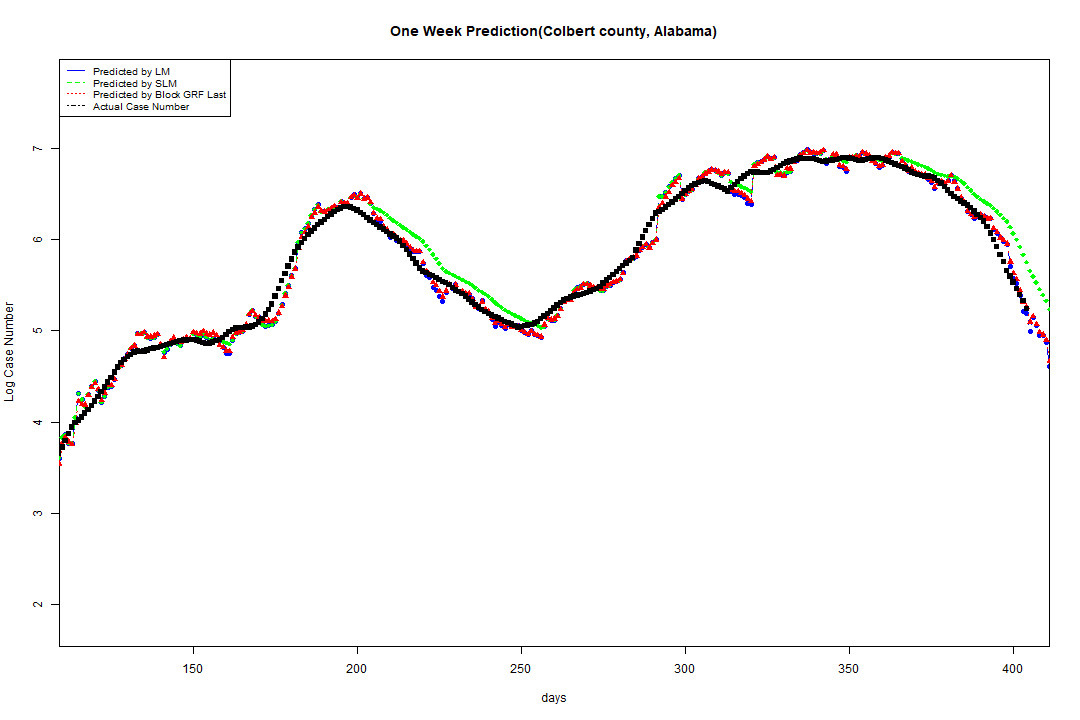 One Week Prediction(Colbert county, Alabama)
Predicted by LM
Predicted by SLM
Predicted by Block GRF Last
Actual Case Number
7
6
5
4
3
2
Log Case Number
150 200 250 300 350 400
days